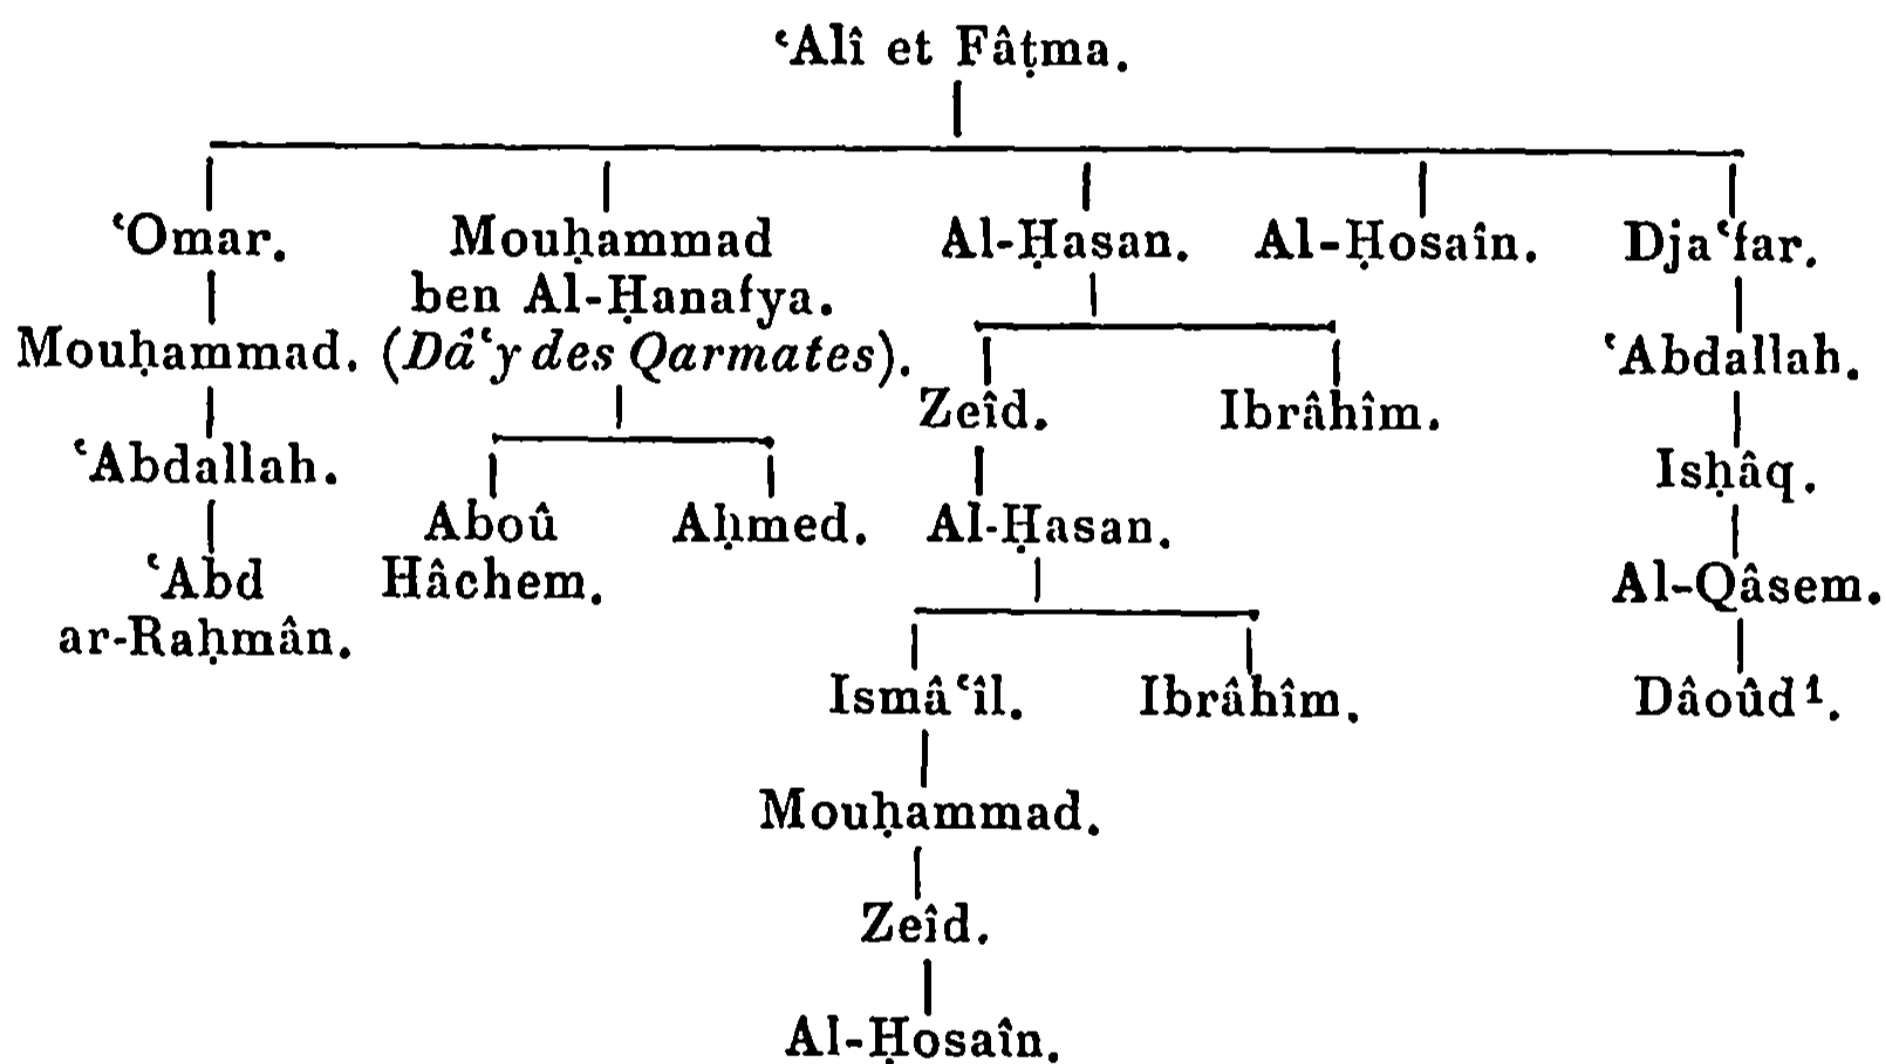 ʿAlî et Fâṭma.
ʿOmar. Mouḥammad Al-Ḥasan. Al-Ḥosaîn. Djaʿfar.
ben Al-Ḥanafya.
Mouḥammad. (Dâʿy des Qarmates). ʿAbdallah.
Zeîd. Ibrâhîm.
ʿAbdallah. Isḥâq.
Aboû Aḥmed. Al-Ḥasan.
ʿAbd Hâchem. Al-Qâsem.
ar-Raḥmân.
Ismâʿîl. Ibrâhîm. Dâoûd¹.
Mouḥammad.
Zeîd.
Al-Ḥosaîn.